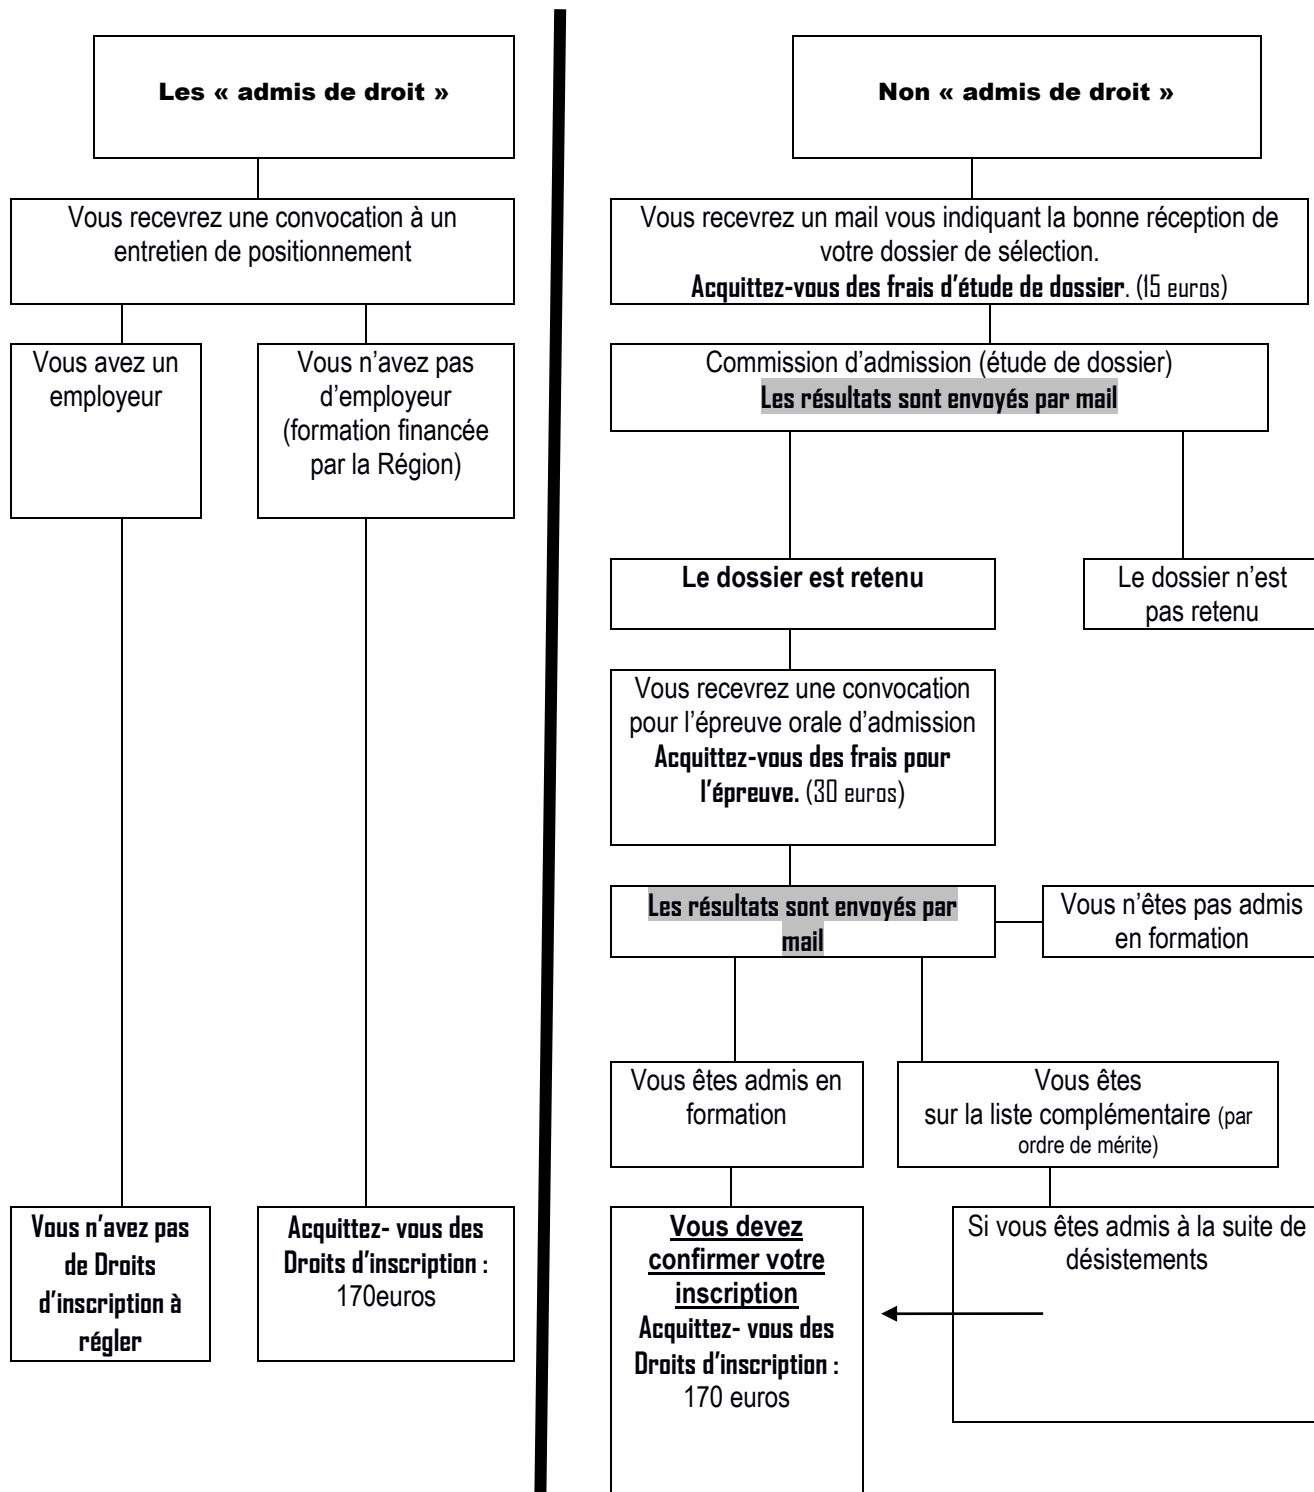 Les « admis de droit »
Vous recevrez une convocation à un
entretien de positionnement
Vous avez un
employeur
Vous n’avez pas
d’employeur
(formation financée
par la Région)
Vous n’avez pas
de Droits
d’inscription à
régler
Acquittez- vous des
Droits d’inscription :
170euros
Non « admis de droit »
Vous recevrez un mail vous indiquant la bonne réception de
votre dossier de sélection.
Acquittez-vous des frais d’étude de dossier. (15 euros)
Commission d’admission (étude de dossier)
Les résultats sont envoyés par mail
Le dossier est retenu
Le dossier n’est
pas retenu
Vous recevrez une convocation
pour l’épreuve orale d’admission
Acquittez-vous des frais pour
l’épreuve. (30 euros)
Les résultats sont envoyés par
mail
Vous n’êtes pas admis
en formation
Vous êtes admis en
formation
Vous êtes
sur la liste complémentaire (par
ordre de mérite)
Vous devez
confirmer votre
inscription
Acquittez- vous des
Droits d’inscription :
170 euros
Si vous êtes admis à la suite de
désistements